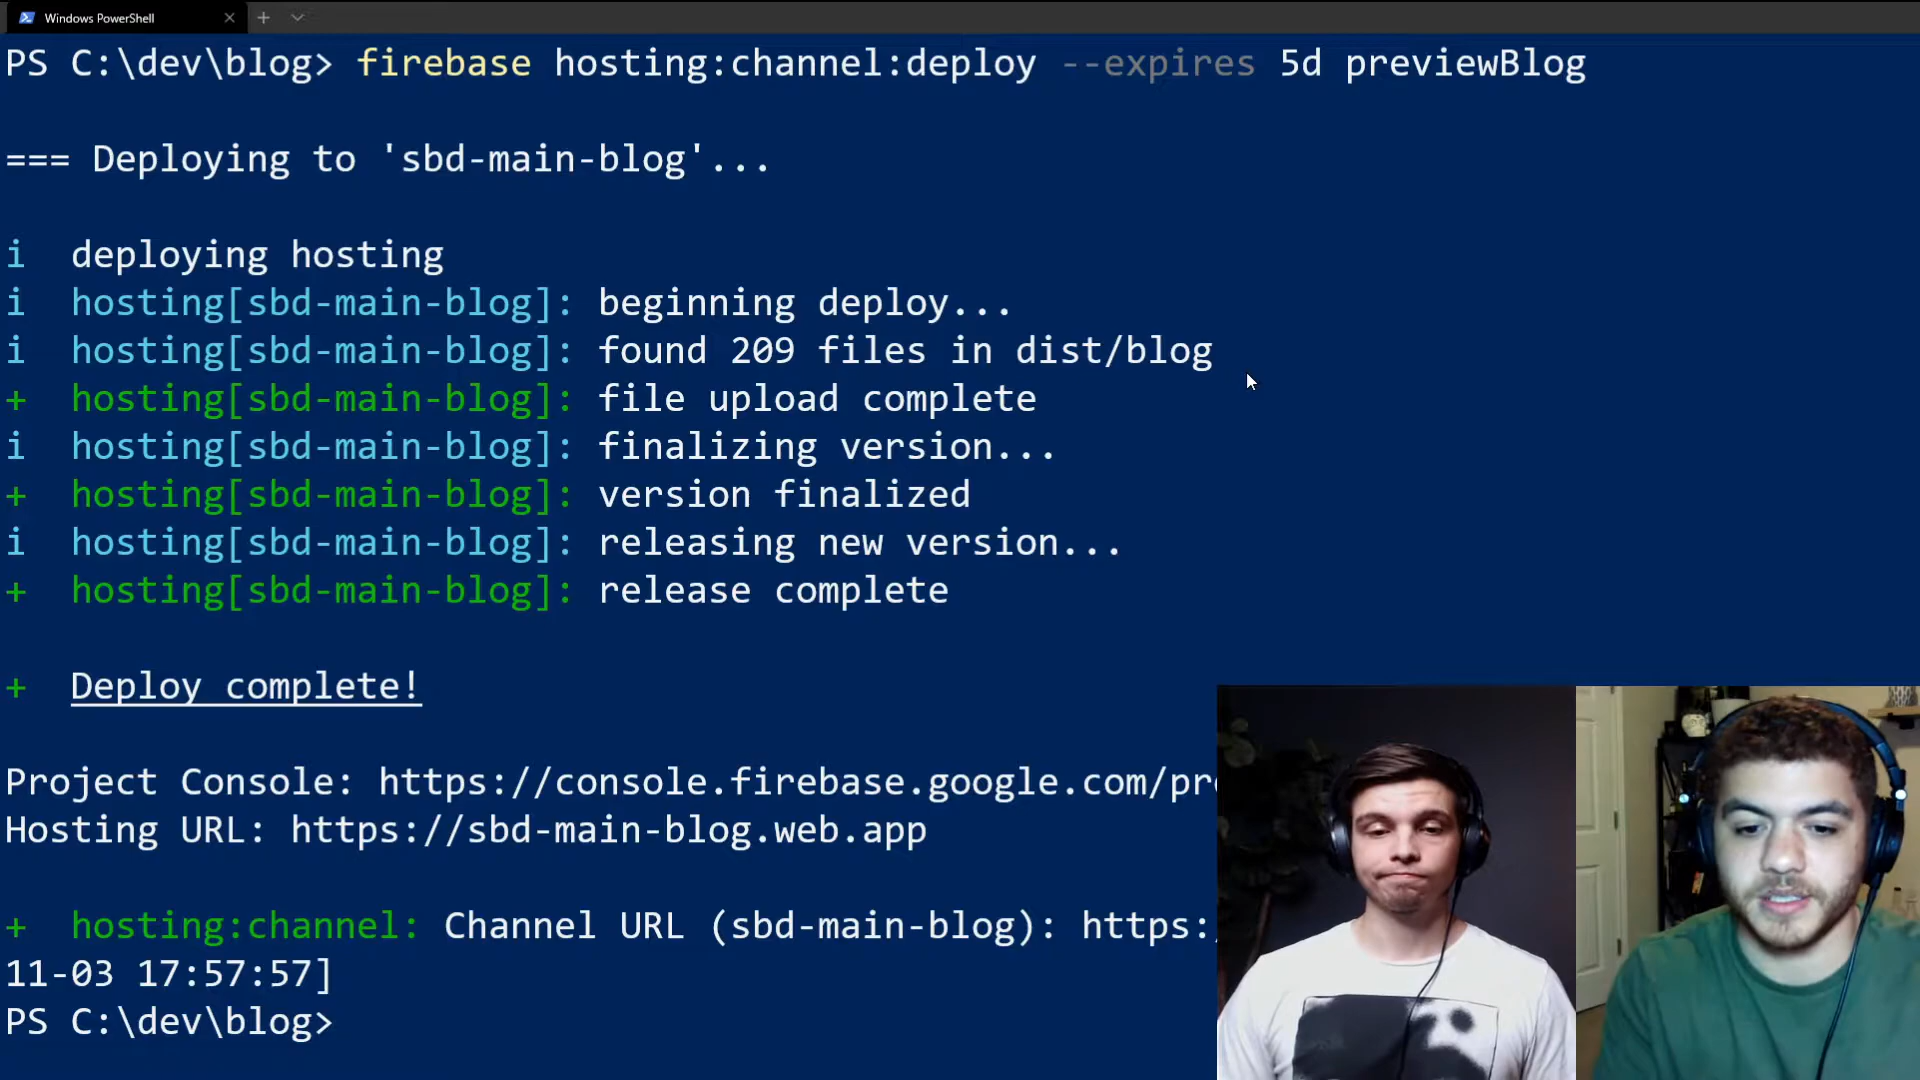 Windows PowerShell
PS C:\dev\blog> firebase hosting:channel:deploy --expires 5d previewBlog
=== Deploying to 'sbd-main-blog'...
i deploying hosting
i hosting[sbd-main-blog]: beginning deploy...
i hosting[sbd-main-blog]: found 209 files in dist/blog
+ hosting[sbd-main-blog]: file upload complete
i hosting[sbd-main-blog]: finalizing version...
+ hosting[sbd-main-blog]: version finalized
i hosting[sbd-main-blog]: releasing new version...
+ hosting[sbd-main-blog]: release complete
+ Deploy complete!
Project Console: https://console.firebase.google.com/pr
Hosting URL: https://sbd-main-blog.web.app
+ hosting:channel: Channel URL (sbd-main-blog): https:
11-03 17:57:57]
PS C:\dev\blog>